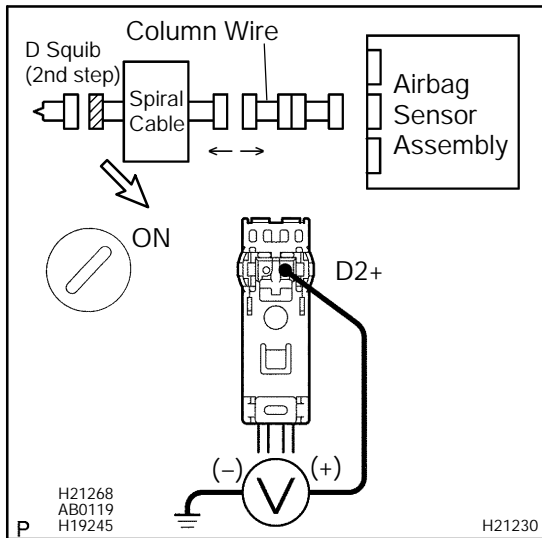 D Squib
(2nd step)
Column Wire
Spiral
Cable
Airbag
Sensor
Assembly
ON
D2+
(−)
(+)
V
P
H21268
AB0119
H19245
H21230